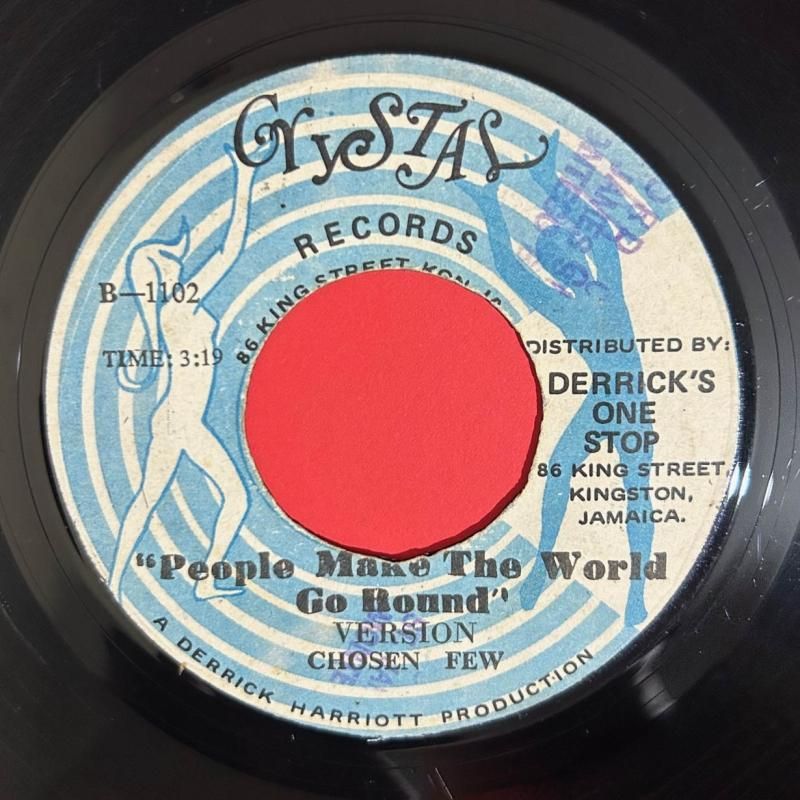 CrySTAL
RECORDS
86 KING STREET
B—1102
TIME: 3:19
DISTRIBUTED BY:
DERRICK'S
ONE
STOP
86 KING STREET,
KINGSTON,
JAMAICA.
"People Make The World
Go Round"
VERSION
CHOSEN FEW
A DERRICK HARRIOTT PRODUCTION